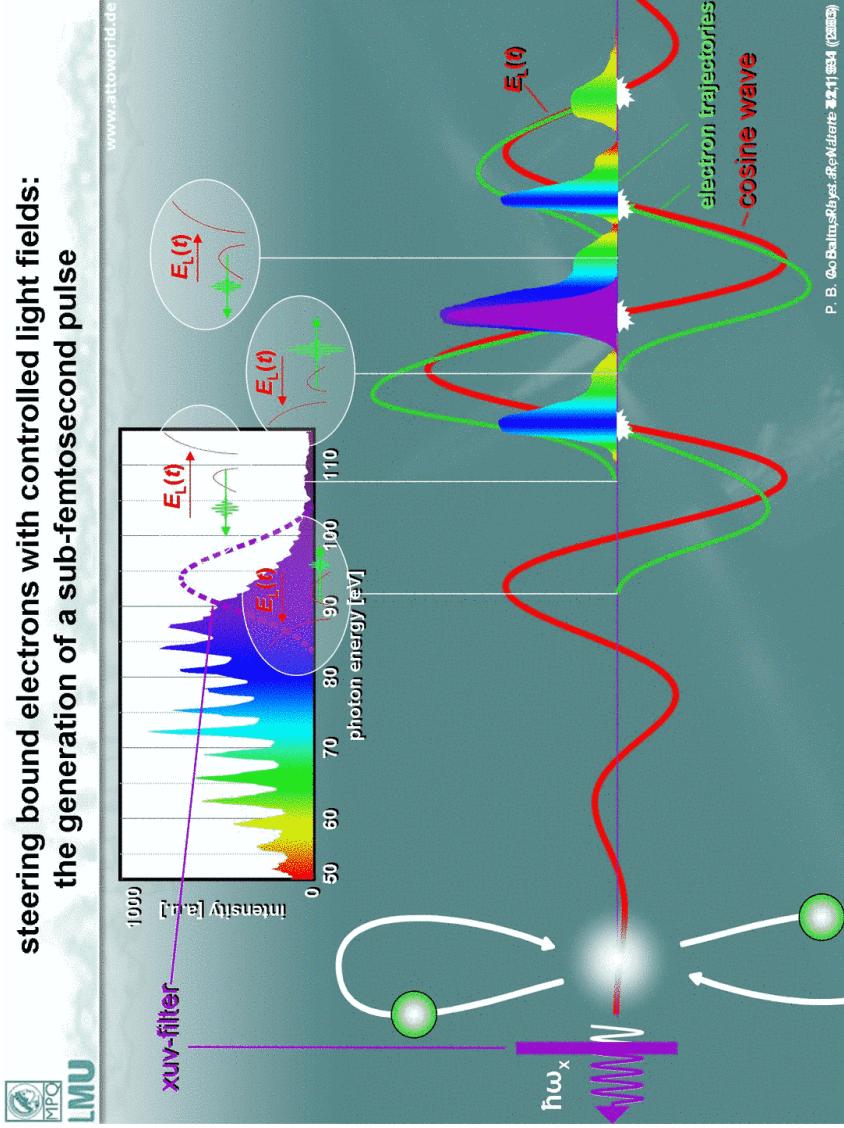 steering bound electrons with controlled light fields:
the generation of a sub-femtosecond pulse
MPQ
LMU
www.attoworld.de
xuv-filter
1000
0
intensity [a.u.]
50
60
70
80
90
100
110
photon energy [eV]
E_L(t)
E_L(t)
E_L(t)
E_L(t)
E_L(t)
electron trajectories
cosine wave
ħω_x
P. B.